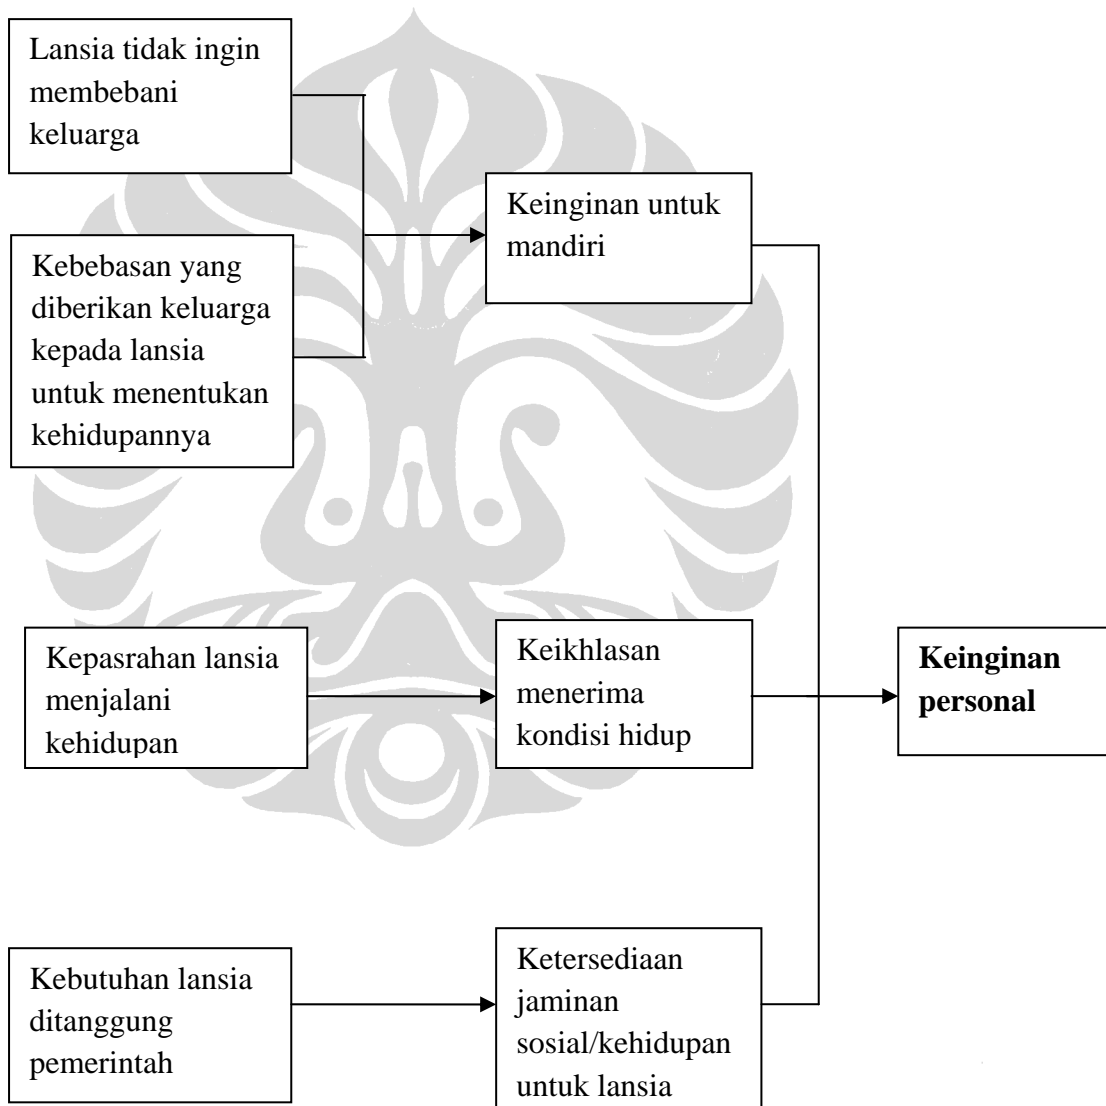 Lansia tidak ingin
membebani
keluarga
Kebebasan yang
diberikan keluarga
kepada lansia
untuk menentukan
kehidupannya
Keinginan untuk
mandiri
Kepasrahan lansia
menjalani
kehidupan
Keikhlasan
menerima
kondisi hidup
Keinginan
personal
Kebutuhan lansia
ditanggung
pemerintah
Ketersediaan
jaminan
sosial/kehidupan
untuk lansia